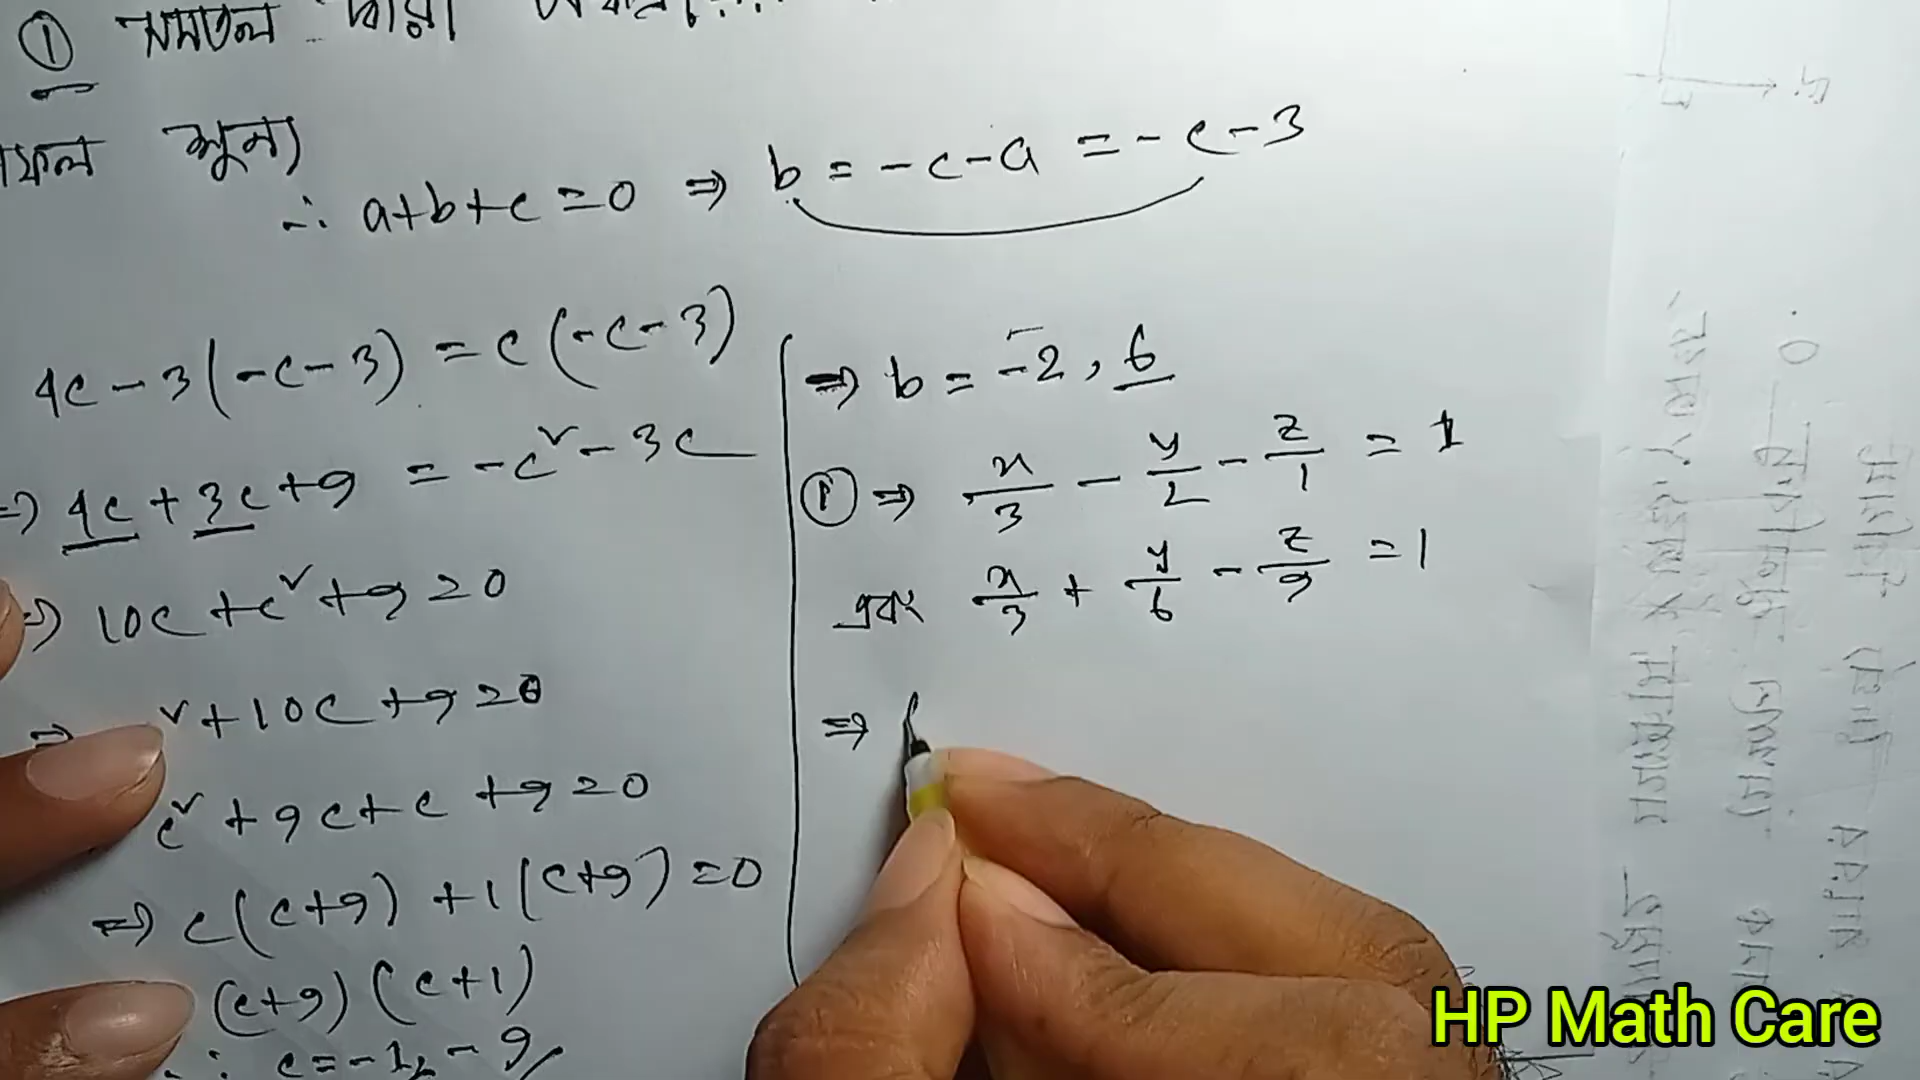 ① সমতল দ্বারা
ফল শূন্য
∴ a+b+c=0 ⇒ b = -c-a = -c-3
4c-3(-c-3) = c(-c-3)
⇒ 4c+3c+9 = -c²-3c
⇒ 10c+c²+9=0
⇒ ²+10c+9=0
c²+9c+c+9=0
⇒ c(c+9)+1(c+9)=0
(c+9)(c+1)
∴ c=-1, -9
⇒ b = -2, 6
① ⇒ x/3 - y/2 - z/1 = 1
এবং x/3 + y/6 - z/9 = 1
⇒
HP Math Care